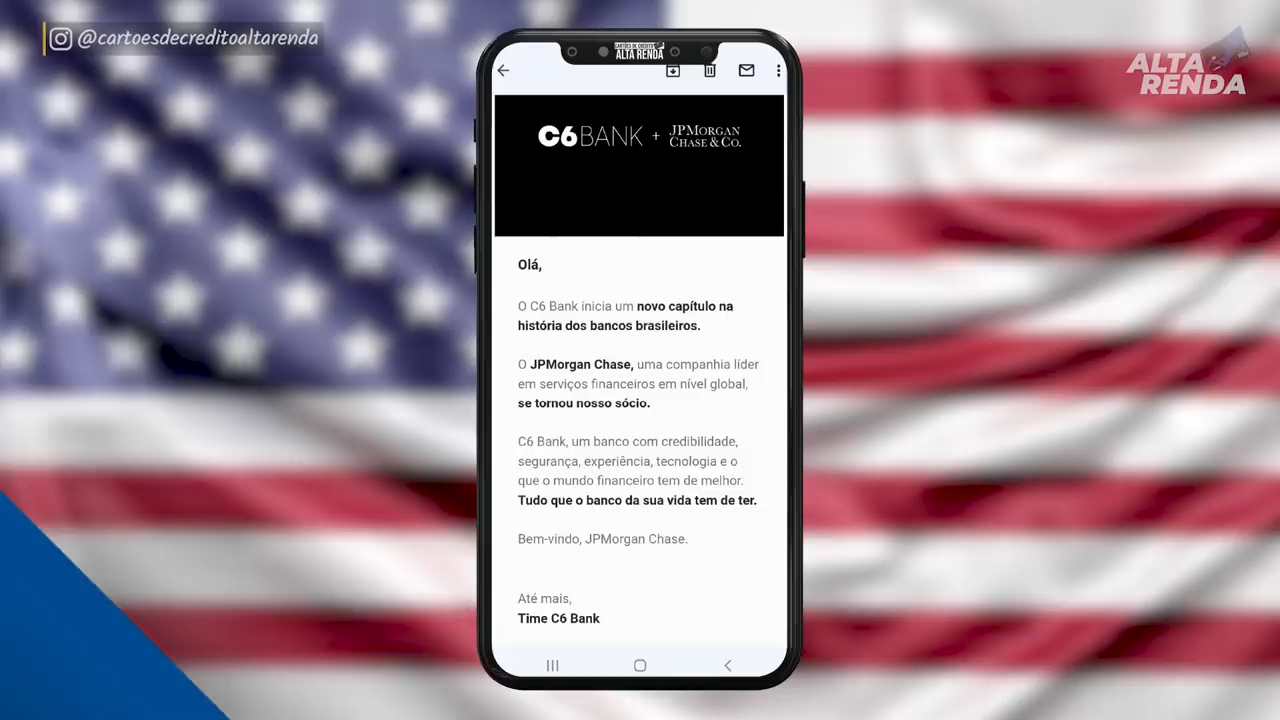 @cartoesdecreditoaltarenda
ALTA
RENDA
CARTÕES DE CRÉDITO
ALTA RENDA
C6BANK + JPMORGAN
CHASE & CO.
Olá,
O C6 Bank inicia um novo capítulo na
história dos bancos brasileiros.
O JPMorgan Chase, uma companhia líder
em serviços financeiros em nível global,
se tornou nosso sócio.
C6 Bank, um banco com credibilidade,
segurança, experiência, tecnologia e o
que o mundo financeiro tem de melhor.
Tudo que o banco da sua vida tem de ter.
Bem-vindo, JPMorgan Chase.
Até mais,
Time C6 Bank